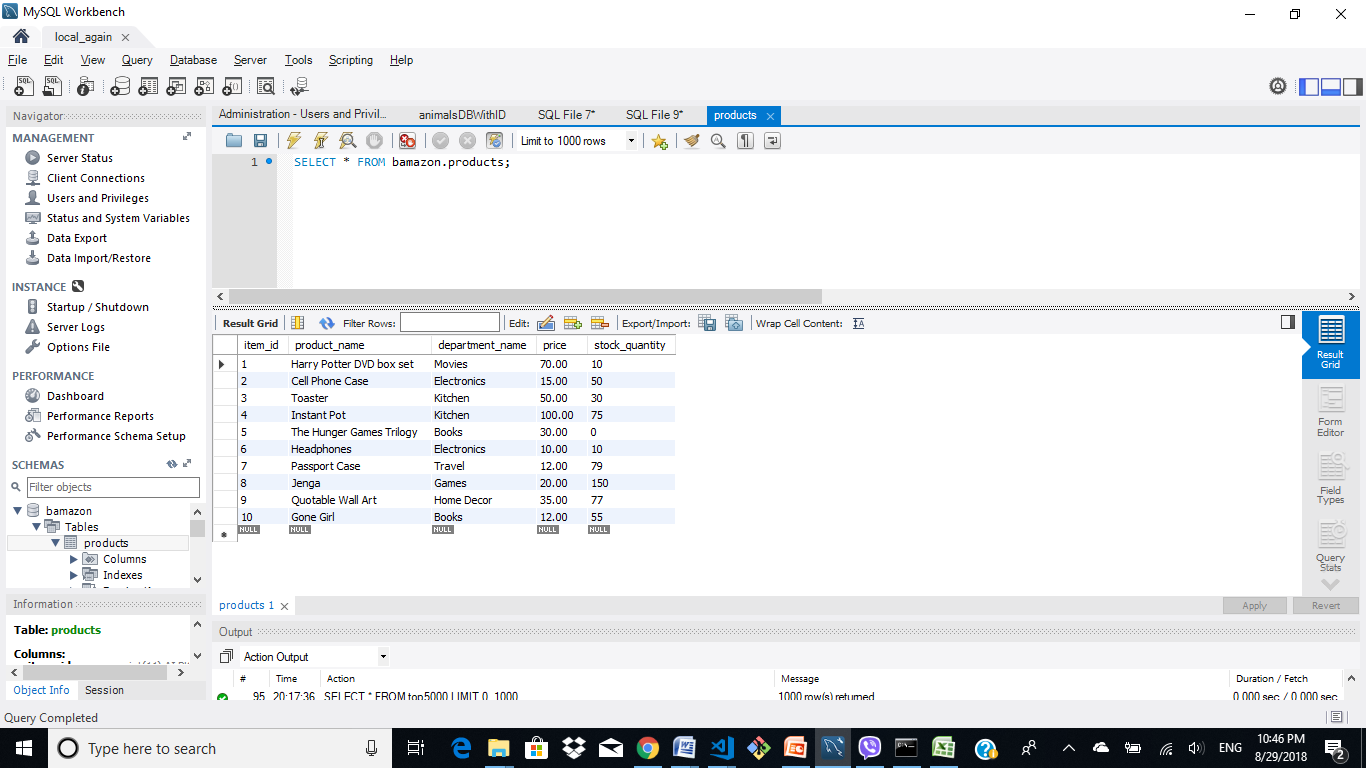 MySQL Workbench
local_again
File Edit View Query Database Server Tools Scripting Help
Navigator
MANAGEMENT
Server Status
Client Connections
Users and Privileges
Status and System Variables
Data Export
Data Import/Restore
INSTANCE
Startup / Shutdown
Server Logs
Options File
PERFORMANCE
Dashboard
Performance Reports
Performance Schema Setup
SCHEMAS
Filter objects
bamazon
Tables
products
Columns
Indexes
Information
Table: products
Columns:
Object Info Session
Query Completed
Administration - Users and Privil... animalsDBWithID SQL File 7* SQL File 9* products
Limit to 1000 rows
1 SELECT * FROM bamazon.products;
Result Grid Filter Rows: Edit: Export/Import: Wrap Cell Content:
item_id product_name department_name price stock_quantity
1 Harry Potter DVD box set Movies 70.00 10
2 Cell Phone Case Electronics 15.00 50
3 Toaster Kitchen 50.00 30
4 Instant Pot Kitchen 100.00 75
5 The Hunger Games Trilogy Books 30.00 0
6 Headphones Electronics 10.00 10
7 Passport Case Travel 12.00 79
8 Jenga Games 20.00 150
9 Quotable Wall Art Home Decor 35.00 77
10 Gone Girl Books 12.00 55
NULL NULL NULL NULL NULL
Result
Grid
Form
Editor
Field
Types
Query
Stats
products 1
Apply Revert
Output
Action Output
# Time Action Message Duration / Fetch
95 20:17:36 SELECT * FROM top5000 LIMIT 0, 1000 1000 row(s) returned 0.000 sec / 0.000 sec
Type here to search
ENG
10:46 PM
8/29/2018
2